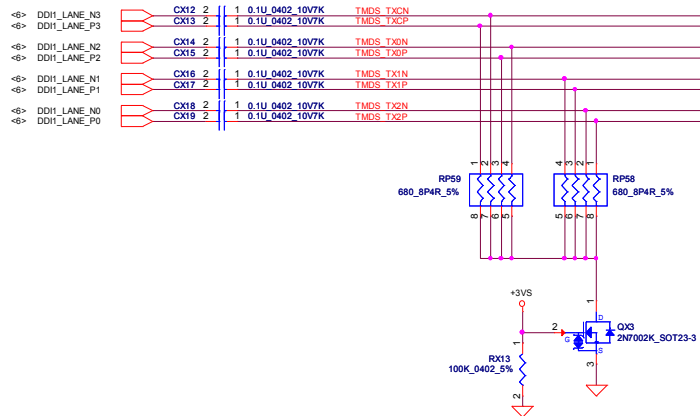 <6> DDI1_LANE_N3 CX12 2 1 0.1U_0402_10V7K TMDS_TXCN
<6> DDI1_LANE_P3 CX13 2 1 0.1U_0402_10V7K TMDS_TXCP
<6> DDI1_LANE_N2 CX14 2 1 0.1U_0402_10V7K TMDS_TX0N
<6> DDI1_LANE_P2 CX15 2 1 0.1U_0402_10V7K TMDS_TX0P
<6> DDI1_LANE_N1 CX16 2 1 0.1U_0402_10V7K TMDS_TX1N
<6> DDI1_LANE_P1 CX17 2 1 0.1U_0402_10V7K TMDS_TX1P
<6> DDI1_LANE_N0 CX18 2 1 0.1U_0402_10V7K TMDS_TX2N
<6> DDI1_LANE_P0 CX19 2 1 0.1U_0402_10V7K TMDS_TX2P
1 2 3 4 4 3 2 1
RP59 RP58
680_8P4R_5% 680_8P4R_5%
8 7 6 5 5 6 7 8
+3VS
1
D
2
G
QX3
2N7002K_SOT23-3
S
1
RX13
3
100K_0402_5%
2